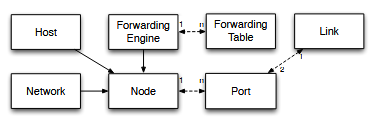 Host
Forwarding
Engine
1
n
Forwarding
Table
Link
1
2
Network
Node
1
n
Port